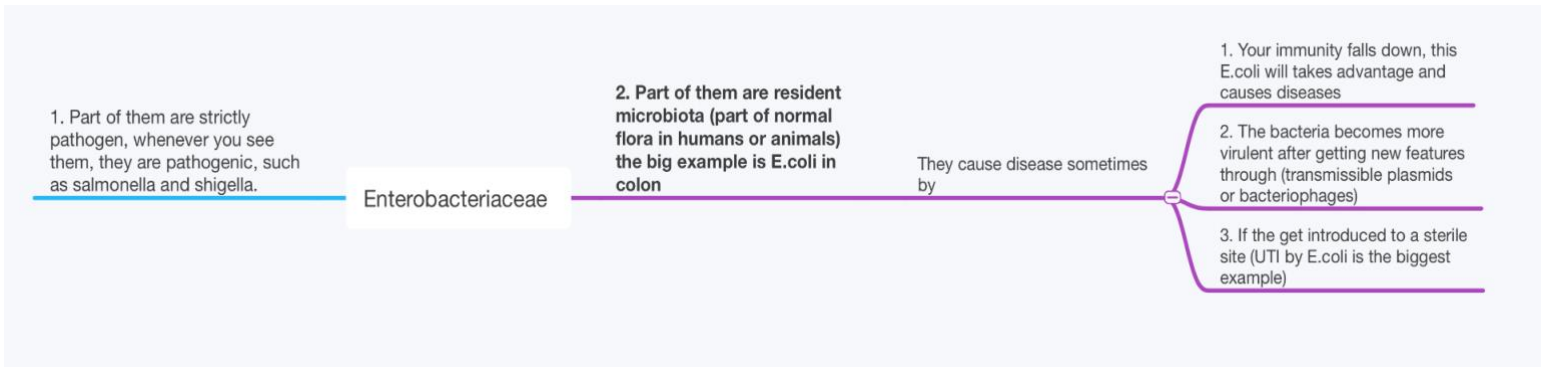 1. Part of them are strictly
pathogen, whenever you see
them, they are pathogenic, such
as salmonella and shigella.
Enterobacteriaceae
2. Part of them are resident
microbiota (part of normal
flora in humans or animals)
the big example is E.coli in
colon
They cause disease sometimes
by
1. Your immunity falls down, this
E.coli will takes advantage and
causes diseases
2. The bacteria becomes more
virulent after getting new features
through (transmissible plasmids
or bacteriophages)
3. If the get introduced to a sterile
site (UTI by E.coli is the biggest
example)